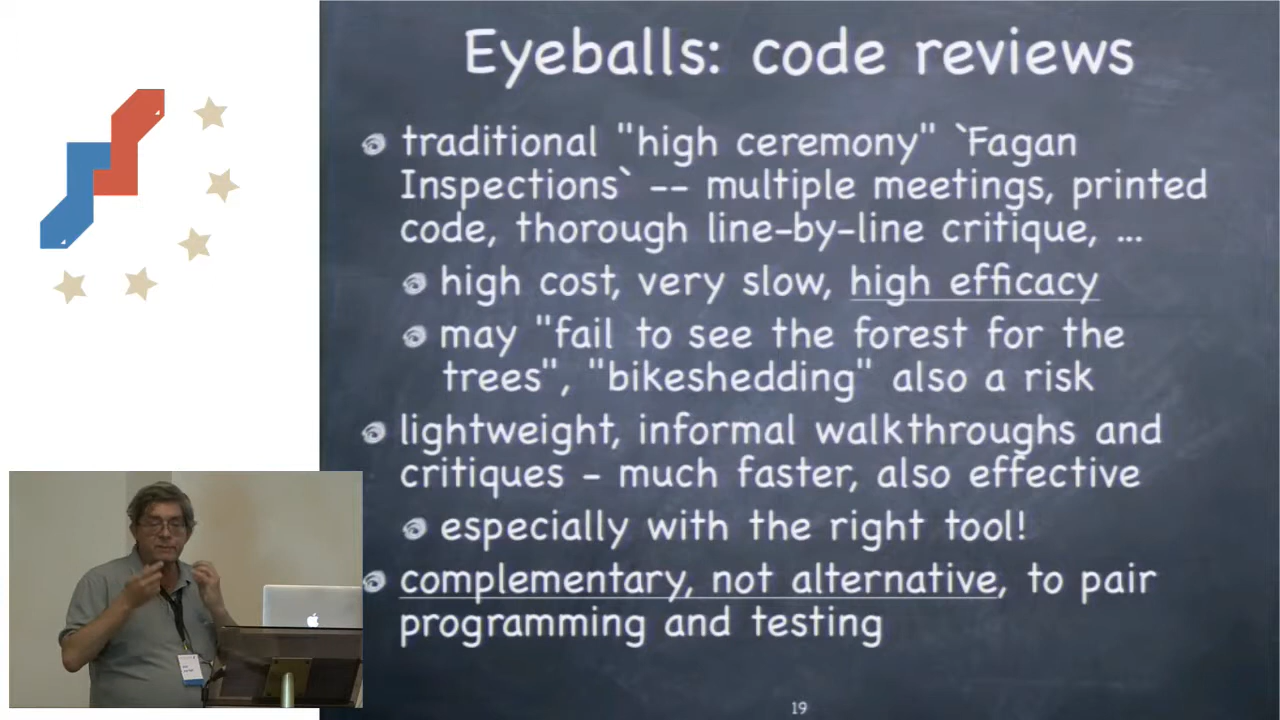 Eyeballs: code reviews
traditional "high ceremony" `Fagan
Inspections` -- multiple meetings, printed
code, thorough line-by-line critique, ...
high cost, very slow, high efficacy
may "fail to see the forest for the
trees", "bikeshedding" also a risk
lightweight, informal walkthroughs and
critiques - much faster, also effective
especially with the right tool!
complementary, not alternative, to pair
programming and testing
19